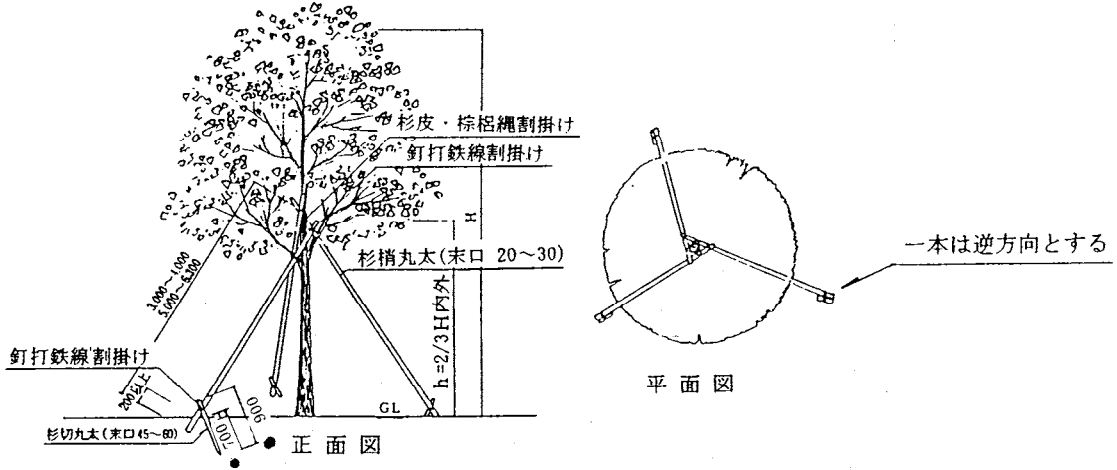 杉皮・棕梠縄割掛け
釘打鉄線割掛け
H
杉梢丸太(末口 20〜30)
一本は逆方向とする
3,000〜4,000
5,000〜6,300
h=2/3H内外
平面図
釘打鉄線割掛け
200以上
GL
900
700
杉切丸太(末口45〜60)
正面図